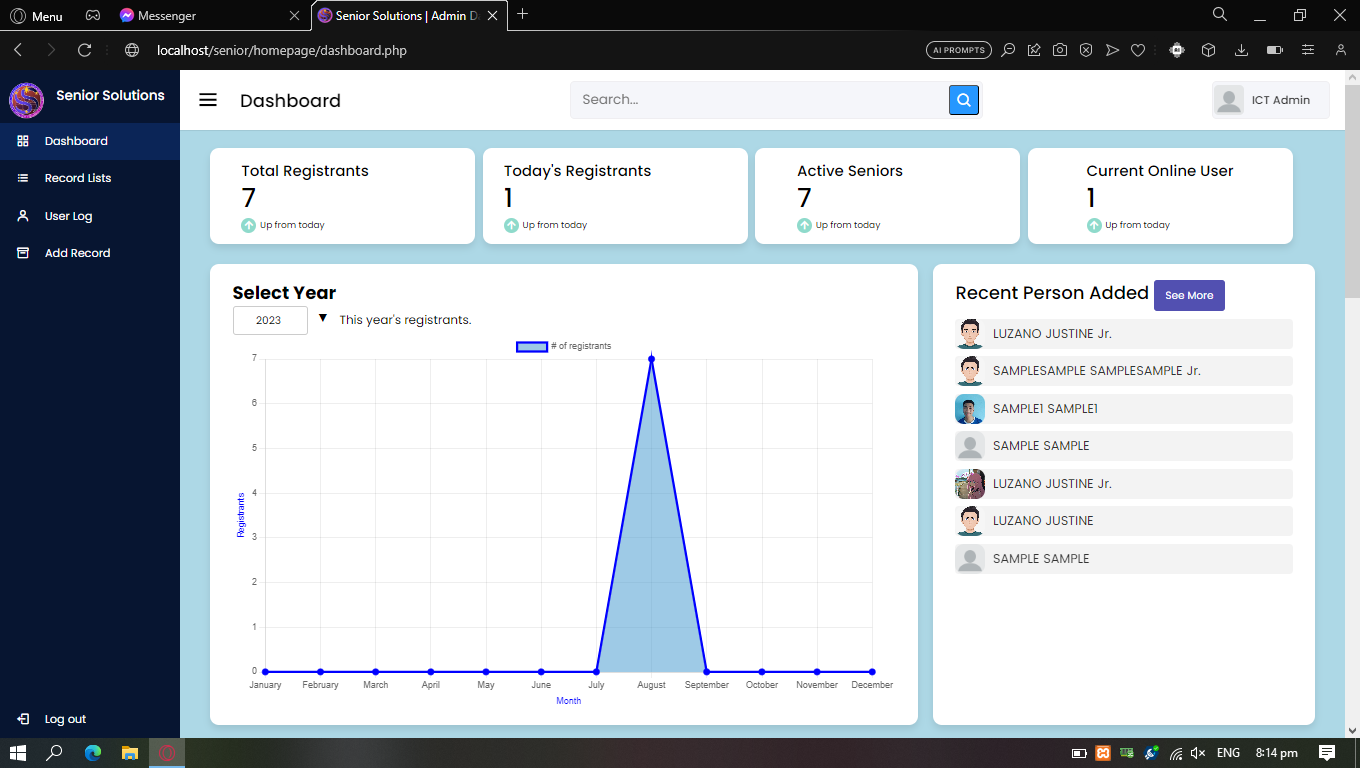 Menu
Messenger
Senior Solutions | Admin D
localhost/senior/homepage/dashboard.php
AI PROMPTS
Senior Solutions
Dashboard
Search...
ICT Admin
Dashboard
Record Lists
User Log
Add Record
Log out
Total Registrants
7
Up from today
Today's Registrants
1
Up from today
Active Seniors
7
Up from today
Current Online User
1
Up from today
Select Year
2023
▼
This year's registrants.
# of registrants
7
6
5
4
3
2
1
0
Registrants
January February March April May June July August September October November December
Month
Recent Person Added
See More
LUZANO JUSTINE Jr.
SAMPLESAMPLE SAMPLESAMPLE Jr.
SAMPLE1 SAMPLE1
SAMPLE SAMPLE
LUZANO JUSTINE Jr.
LUZANO JUSTINE
SAMPLE SAMPLE
ENG
8:14 pm